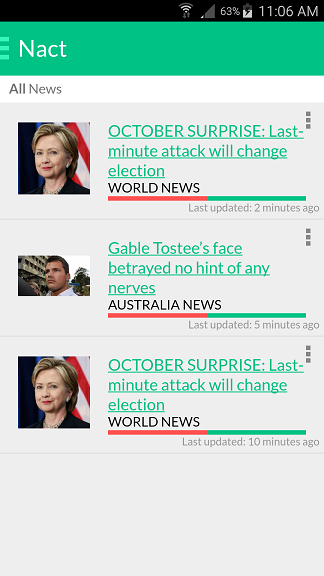 63% 11:06 AM
Nact
All News
OCTOBER SURPRISE: Last-
minute attack will change
election
WORLD NEWS
Last updated: 2 minutes ago
Gable Tostee’s face
betrayed no hint of any
nerves
AUSTRALIA NEWS
Last updated: 5 minutes ago
OCTOBER SURPRISE: Last-
minute attack will change
election
WORLD NEWS
Last updated: 10 minutes ago